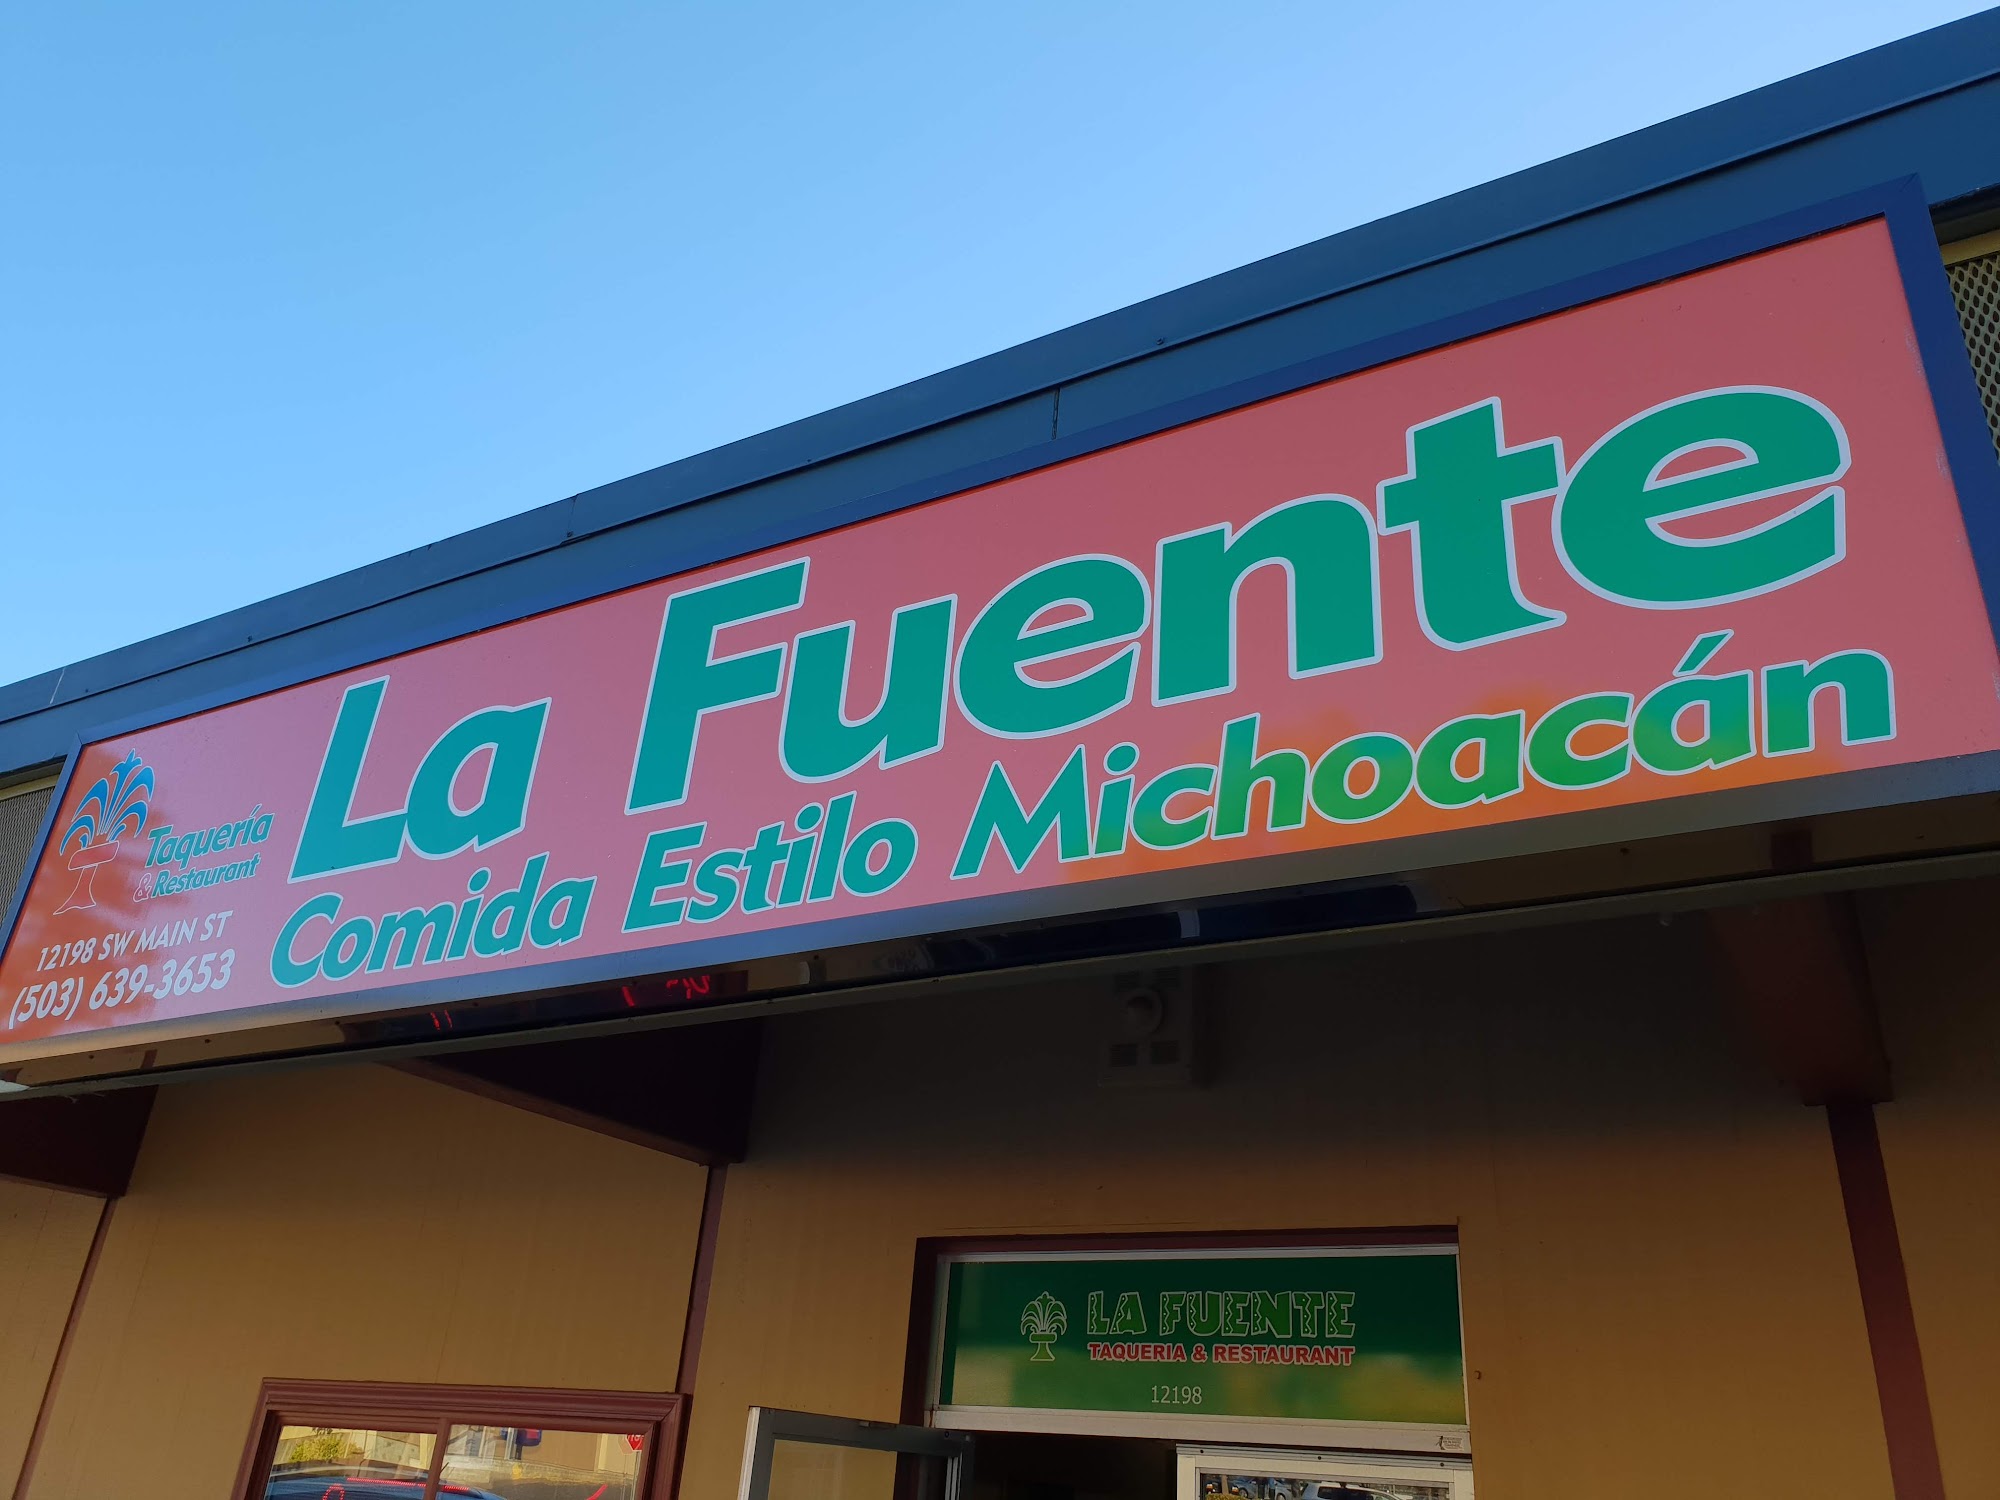 La Fuente
Comida Estilo Michoacán
Taquería
& Restaurant
12198 SW MAIN ST
(503) 639-3653
LA FUENTE
TAQUERIA & RESTAURANT
12198